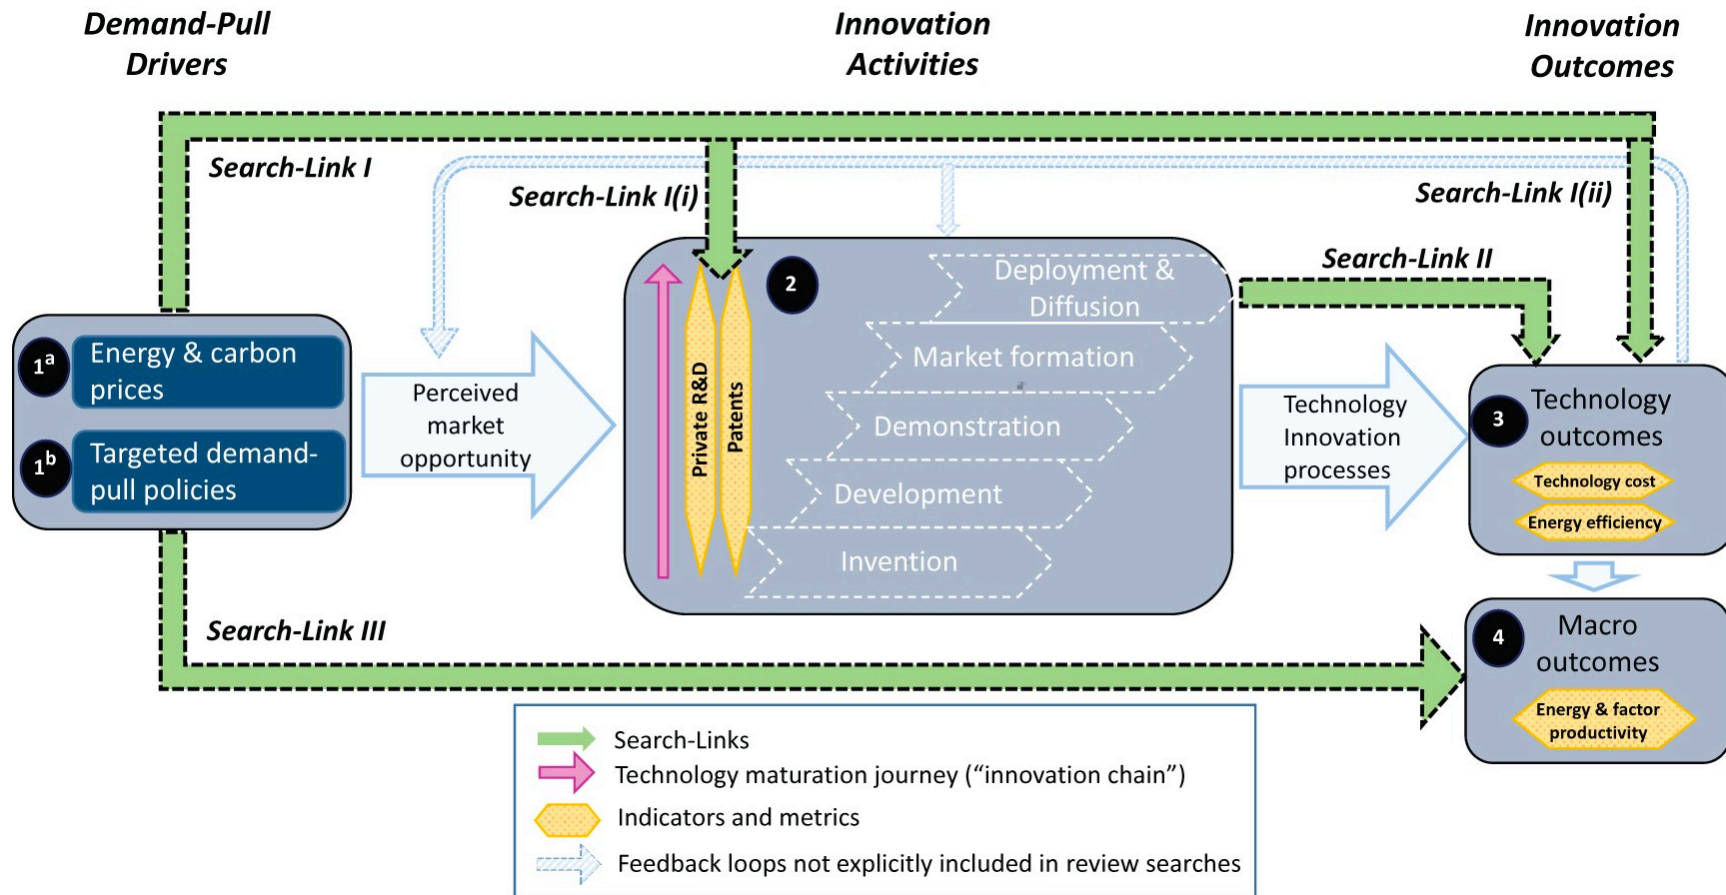 Demand-Pull
Drivers
Innovation
Activities
Innovation
Outcomes
Search-Link I
Search-Link I(i)
Search-Link I(ii)
Search-Link II
1a
Energy & carbon
prices
1b
Targeted demand-
pull policies
Perceived
market
opportunity
Private R&D
Patents
2
Deployment &
Diffusion
Market formation
Demonstration
Development
Invention
Technology
Innovation
processes
3
Technology
outcomes
Technology cost
Energy efficiency
Search-Link III
4
Macro
outcomes
Energy & factor
productivity
Search-Links
Technology maturation journey (“innovation chain”)
Indicators and metrics
Feedback loops not explicitly included in review searches